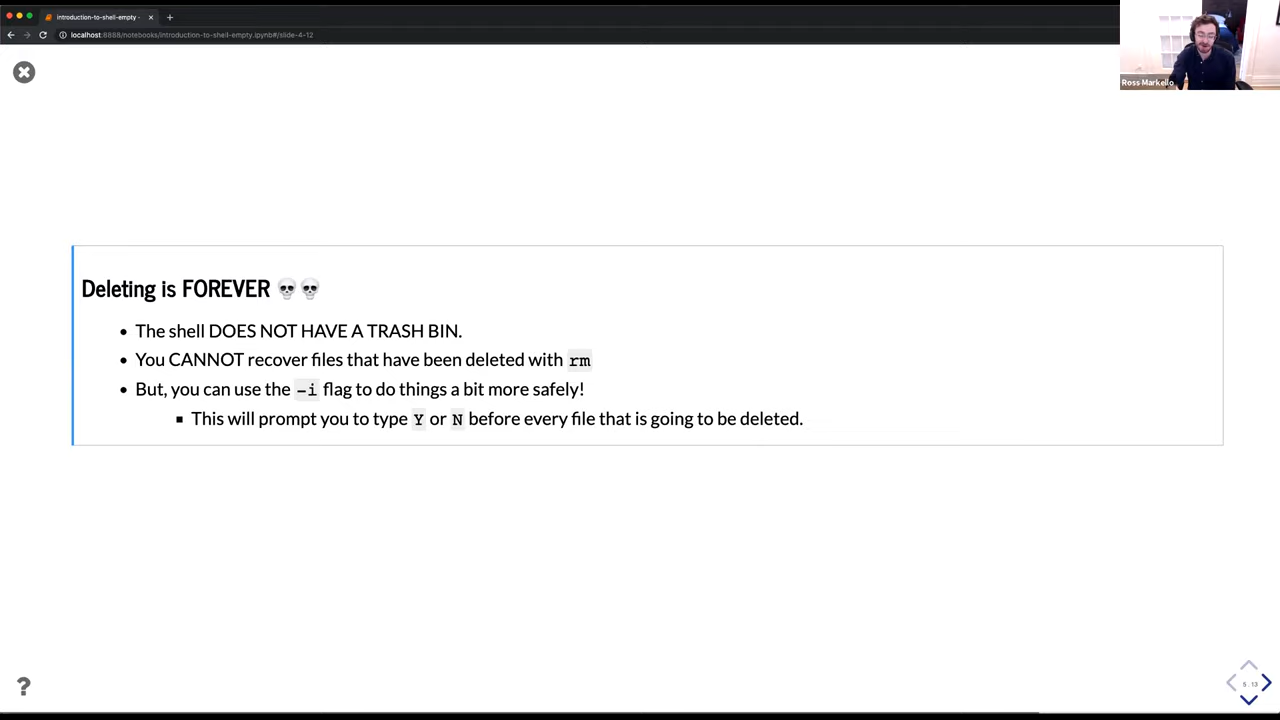 introduction-to-shell-empty -
localhost:8888/notebooks/introduction-to-shell-empty.ipynb#/slide-4-12
Ross Markello
Deleting is FOREVER 💀💀
• The shell DOES NOT HAVE A TRASH BIN.
• You CANNOT recover files that have been deleted with rm
• But, you can use the -i flag to do things a bit more safely!
▪ This will prompt you to type Y or N before every file that is going to be deleted.
?
5.13